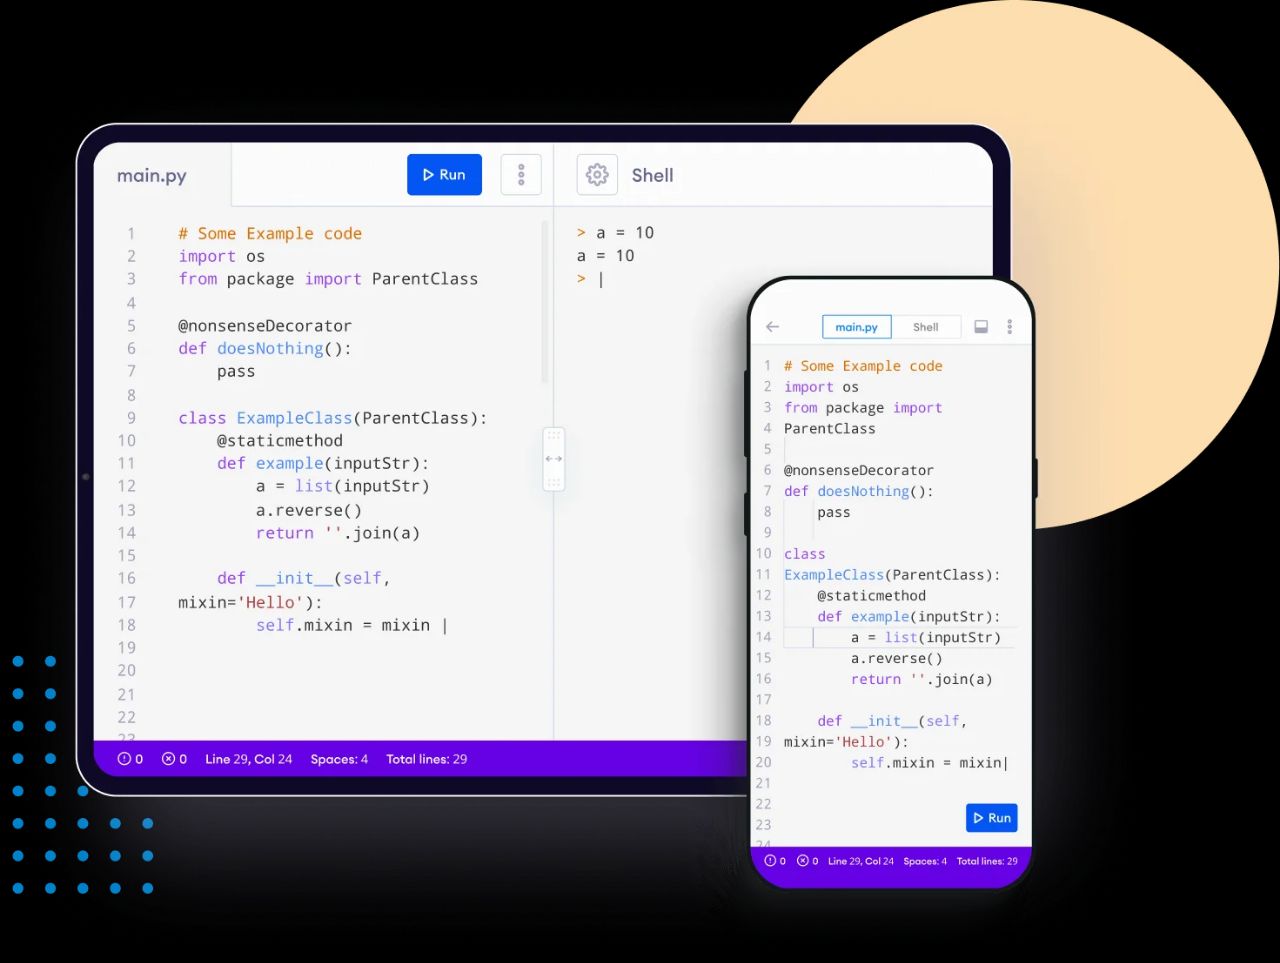 main.py
Run
Shell
1 # Some Example code
2 import os
3 from package import ParentClass
4
5 @nonsenseDecorator
6 def doesNothing():
7 pass
8
9 class ExampleClass(ParentClass):
10 @staticmethod
11 def example(inputStr):
12 a = list(inputStr)
13 a.reverse()
14 return ''.join(a)
15
16 def __init__(self,
17 mixin='Hello'):
18 self.mixin = mixin |
19
20
21
22
23
0 0 Line 29, Col 24 Spaces: 4 Total lines: 29
> a = 10
a = 10
> |
main.py Shell
1 # Some Example code
2 import os
3 from package import
4 ParentClass
5
6 @nonsenseDecorator
7 def doesNothing():
8 pass
9
10 class
11 ExampleClass(ParentClass):
12 @staticmethod
13 def example(inputStr):
14 a = list(inputStr)
15 a.reverse()
16 return ''.join(a)
17
18 def __init__(self,
19 mixin='Hello'):
20 self.mixin = mixin|
21
22
23
24
Run
0 0 Line 29, Col 24 Spaces: 4 Total lines: 29